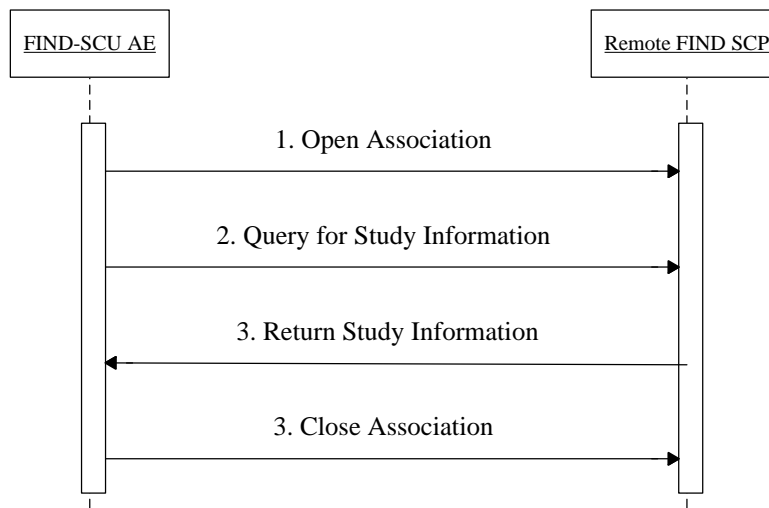 FIND-SCU AE
Remote FIND SCP
1. Open Association
2. Query for Study Information
3. Return Study Information
3. Close Association